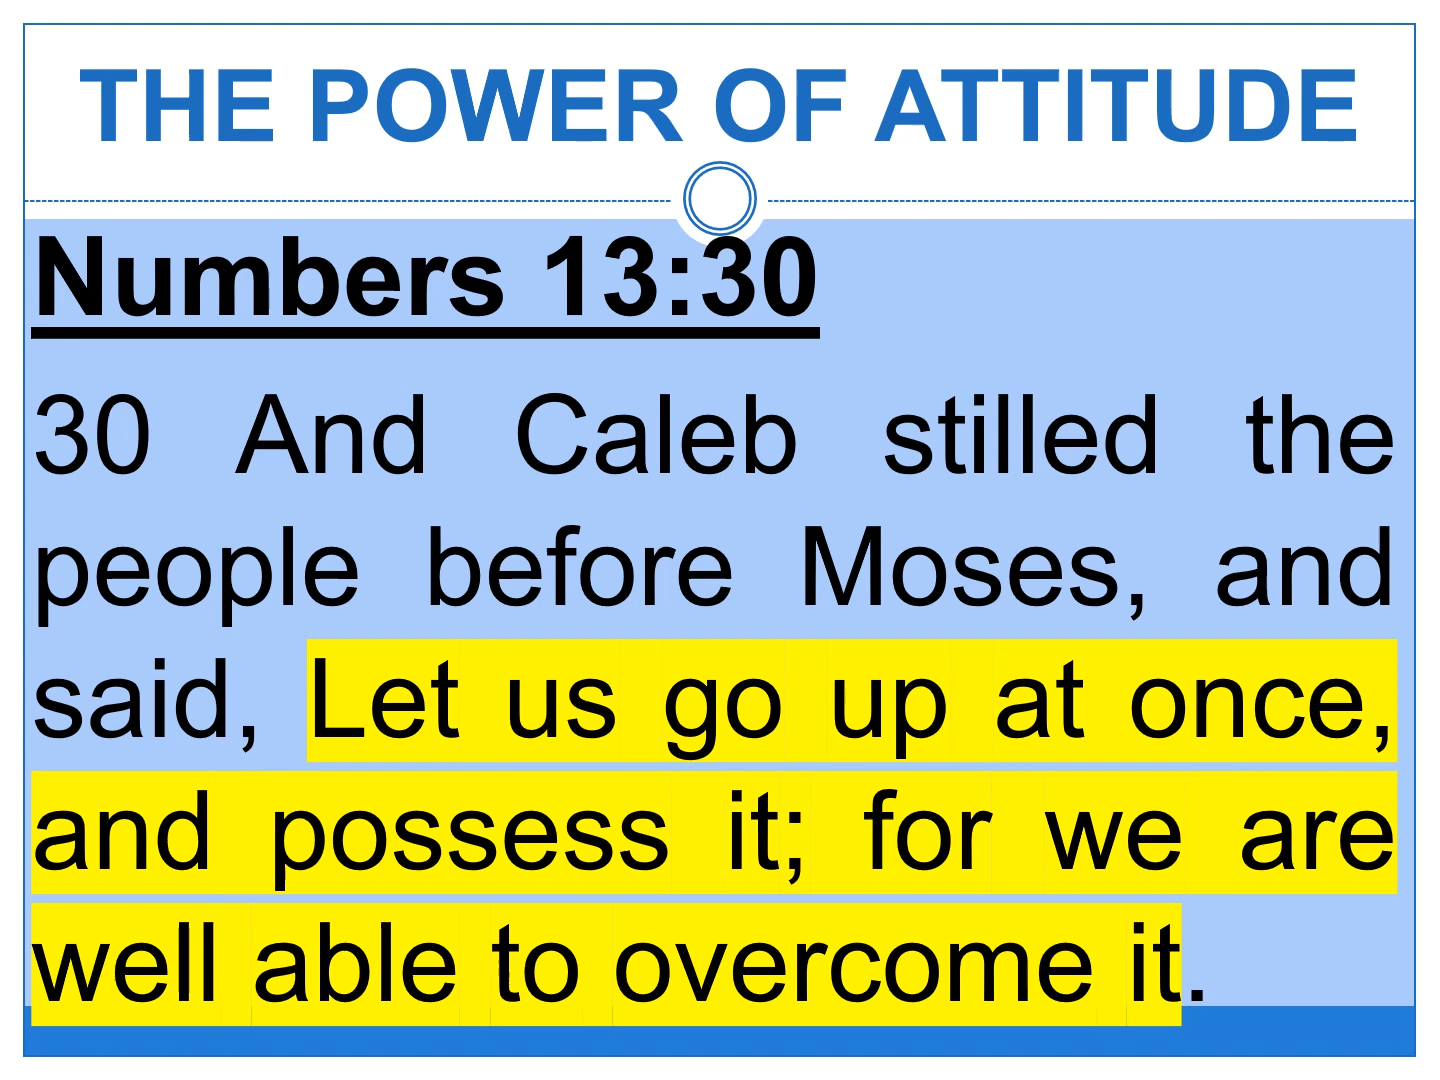 THE POWER OF ATTITUDE
Numbers 13:30
30 And Caleb stilled the
people before Moses, and
said, Let us go up at once,
and possess it; for we are
well able to overcome it.